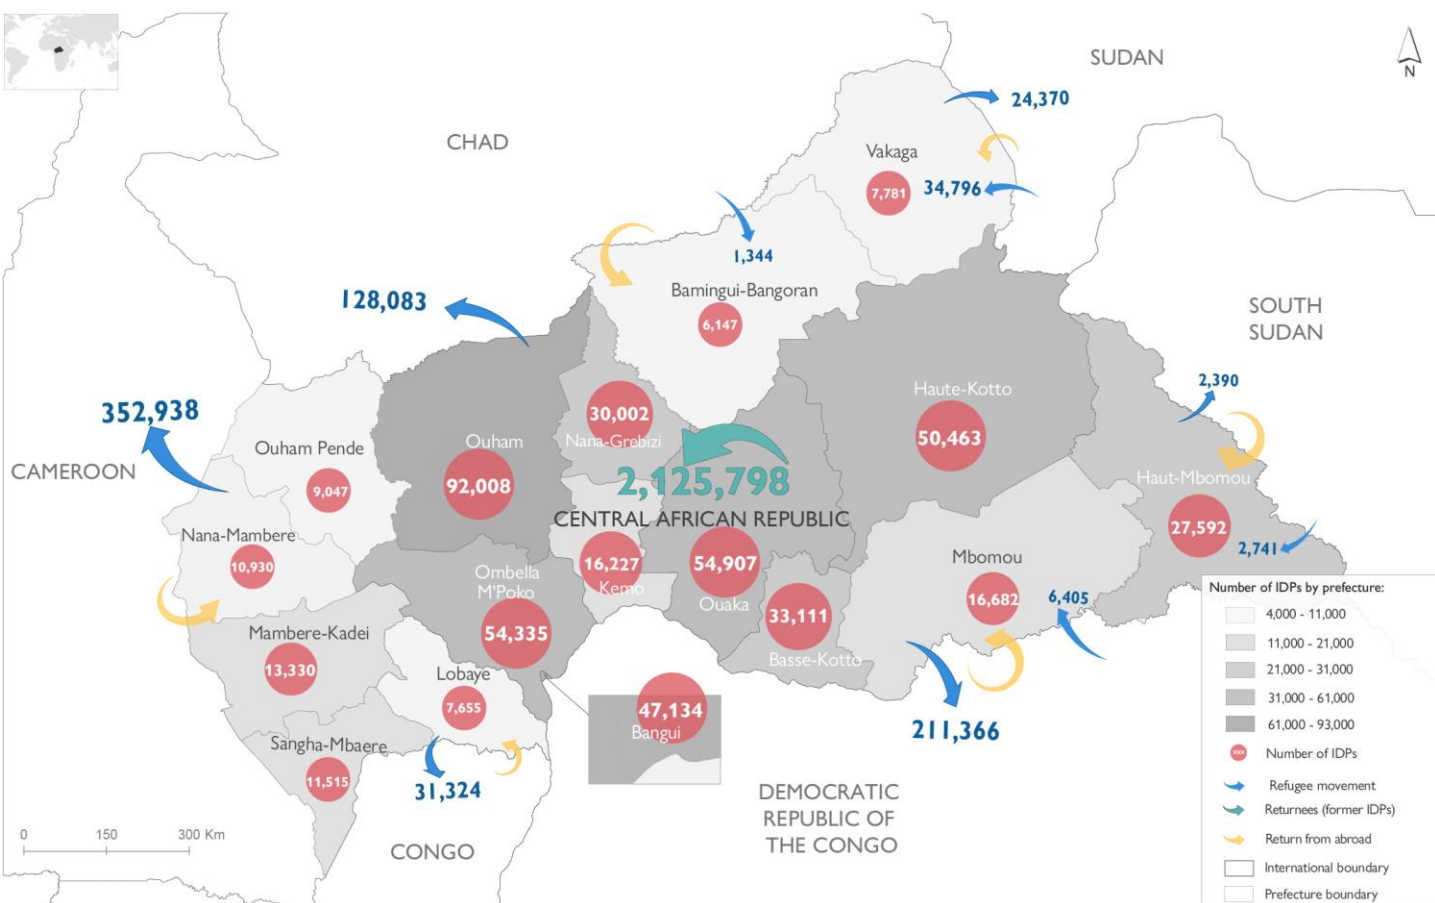 SUDAN
N
24,370
CHAD
Vakaga
7,781
34,796
1,344
Bamingui-Bangoran
6,147
128,083
SOUTH
SUDAN
2,390
352,938
Haute-Kotto
50,463
30,002
Nana-Grebizi
Ouham Pende
9,047
Ouham
92,008
CAMEROON
2,125,798
CENTRAL AFRICAN REPUBLIC
Haut-Mbomou
27,592
2,741
Nana-Mambere
10,930
Ombella
M'Poko
54,335
16,227
Kemo
54,907
Ouaka
33,111
Basse-Kotto
Mbomou
16,682
6,405
Mambere-Kadei
13,330
Lobaye
7,655
47,134
Bangui
211,366
Sangha-Mbaere
11,515
31,324
DEMOCRATIC
REPUBLIC OF
THE CONGO
CONGO
0 150 300 Km
Number of IDPs by prefecture:
4,000 - 11,000
11,000 - 21,000
21,000 - 31,000
31,000 - 61,000
61,000 - 93,000
XXX Number of IDPs
Refugee movement
Returnees (former IDPs)
Return from abroad
International boundary
Prefecture boundary